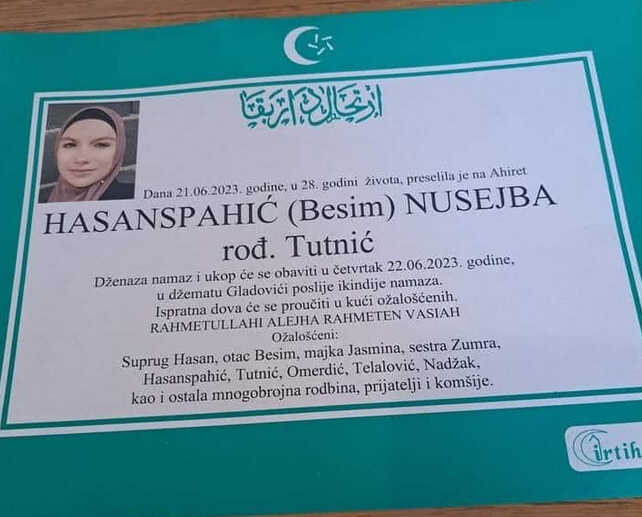 Dana 21.06.2023. godine, u 28. godini života, preselila je na Ahiret
HASANSPAHIĆ (Besim) NUSEJBA
rođ. Tutnić
Dženaza namaz i ukop će se obaviti u četvrtak 22.06.2023. godine,
u džematu Gladovići poslije ikindije namaza.
Ispratna dova će se proučiti u kući ožalošćenih.
RAHMETULLAHI ALEJHA RAHMETEN VASIAH
Ožalošćeni:
Suprug Hasan, otac Besim, majka Jasmina, sestra Zumra,
Hasanspahić, Tutnić, Omerdić, Telalović, Nadžak,
kao i ostala mnogobrojna rodbina, prijatelji i komšije.
irtih